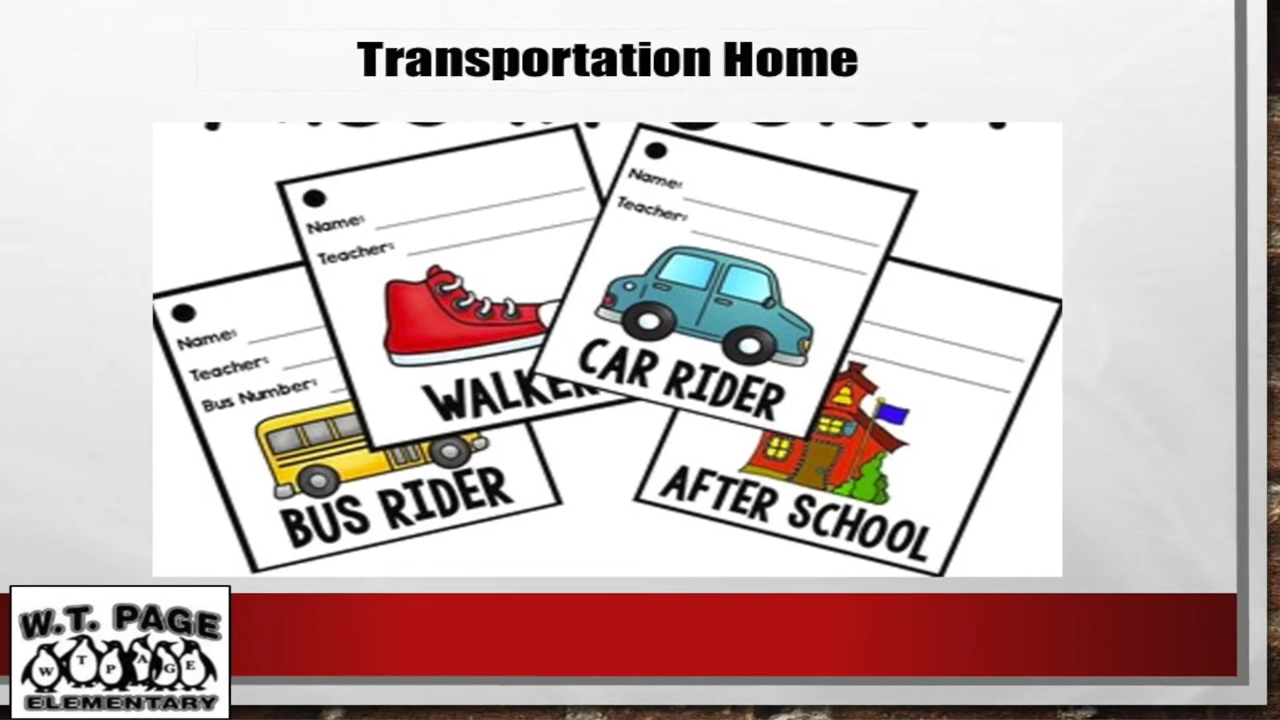 Transportation Home
Name:
Teacher:
WALKER
Name:
Teacher:
CAR RIDER
Name:
Teacher:
Bus Number:
BUS RIDER
AFTER SCHOOL
W.T. PAGE
W T P A G E
ELEMENTARY